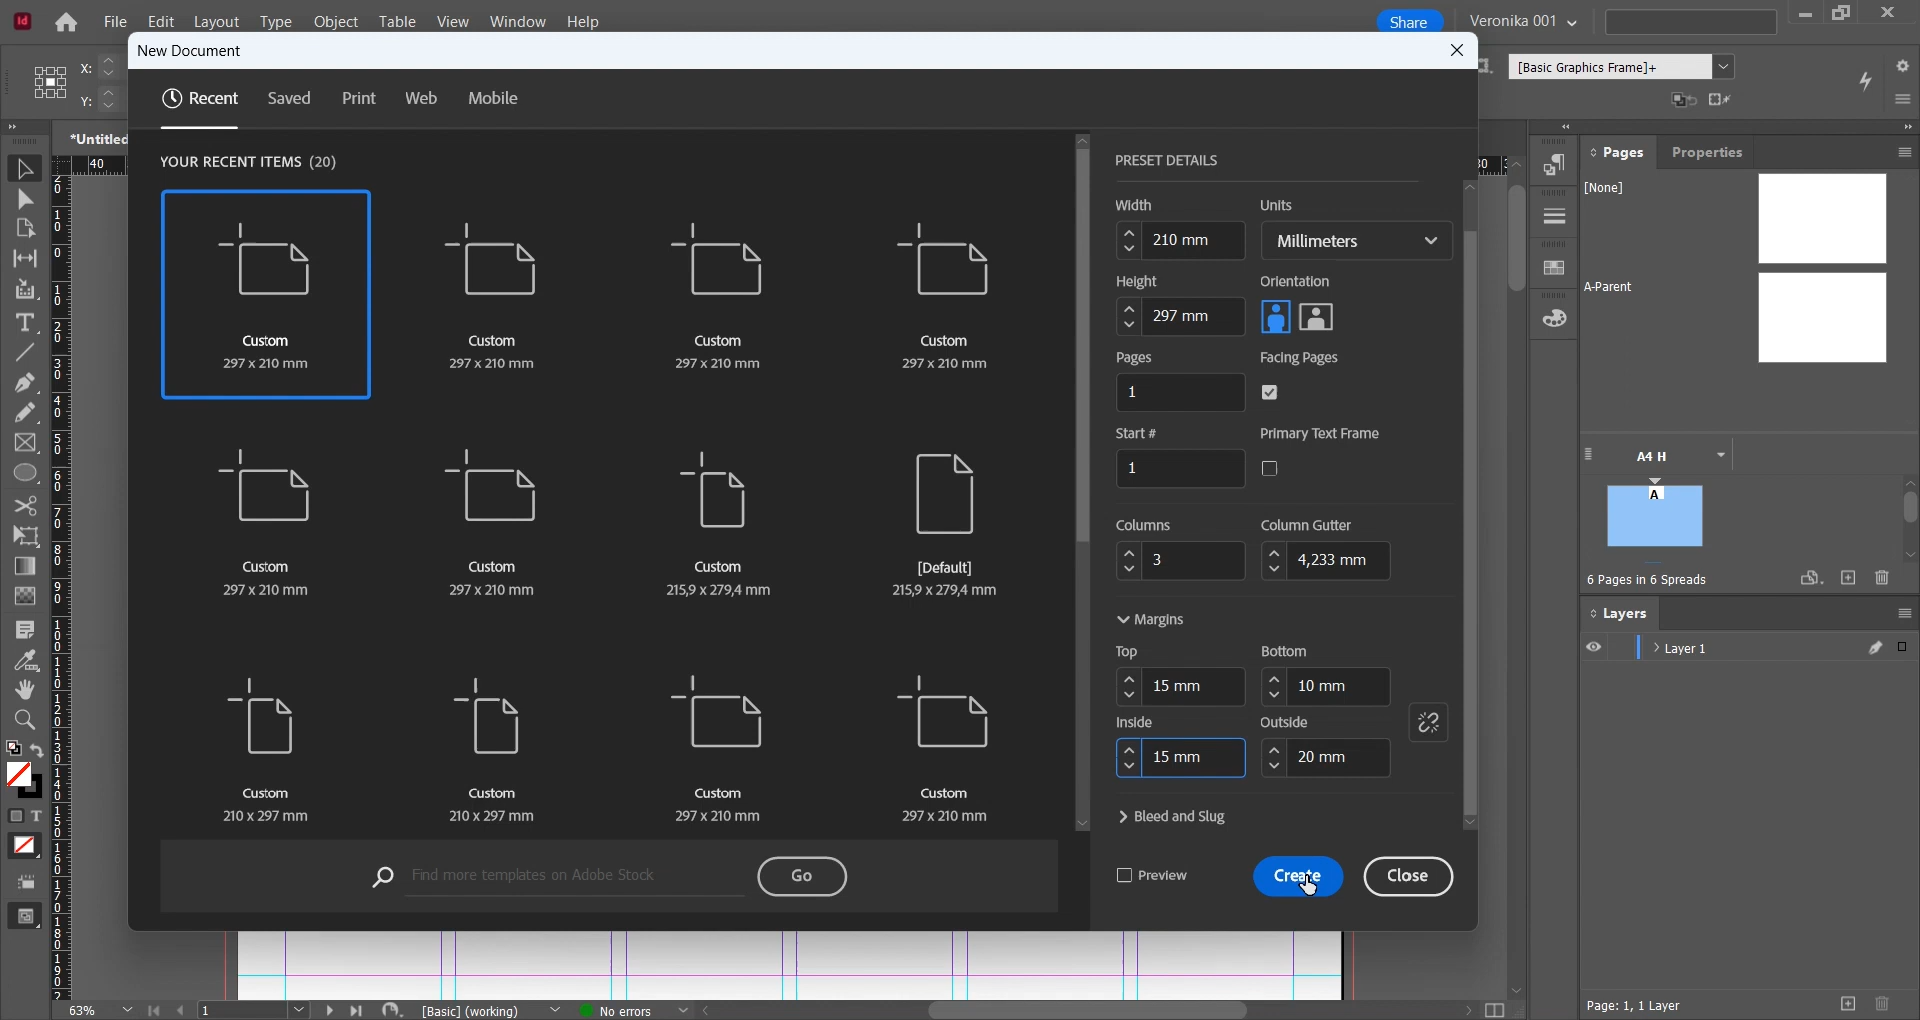 Id File Edit Layout Type Object Table View Window Help Share Veronika 001
New Document
X:
Y:
[Basic Graphics Frame]+
Recent Saved Print Web Mobile
*Untitled
40
YOUR RECENT ITEMS (20)
Custom
297 x 210 mm
Custom
297 x 210 mm
Custom
297 x 210 mm
Custom
297 x 210 mm
Custom
297 x 210 mm
Custom
297 x 210 mm
Custom
215,9 x 279,4 mm
[Default]
215,9 x 279,4 mm
Custom
210 x 297 mm
Custom
210 x 297 mm
Custom
297 x 210 mm
Custom
297 x 210 mm
Find more templates on Adobe Stock
Go
PRESET DETAILS
Width Units
210 mm Millimeters
Height Orientation
297 mm
Pages Facing Pages
1
Start # Primary Text Frame
1
Columns Column Gutter
3 4,233 mm
Margins
Top Bottom
15 mm 10 mm
Inside Outside
15 mm 20 mm
Bleed and Slug
Preview Create Close
Pages Properties
[None]
A-Parent
A4 H
A
6 Pages in 6 Spreads
Layers
Layer 1
Page: 1, 1 Layer
63% 1 [Basic] (working) No errors